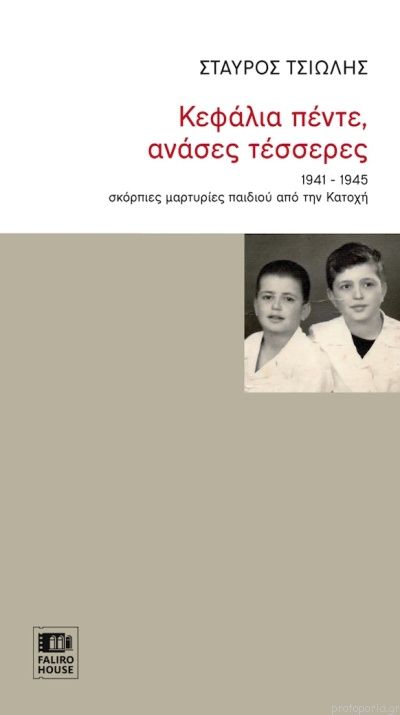 ΣΤΑΥΡΟΣ ΤΣΙΩΛΗΣ
Κεφάλια πέντε,
ανάσες τέσσερες
1941 - 1945
σκόρπιες μαρτυρίες παιδιού από την Κατοχή
FALIRO
HOUSE
protoporia.gr